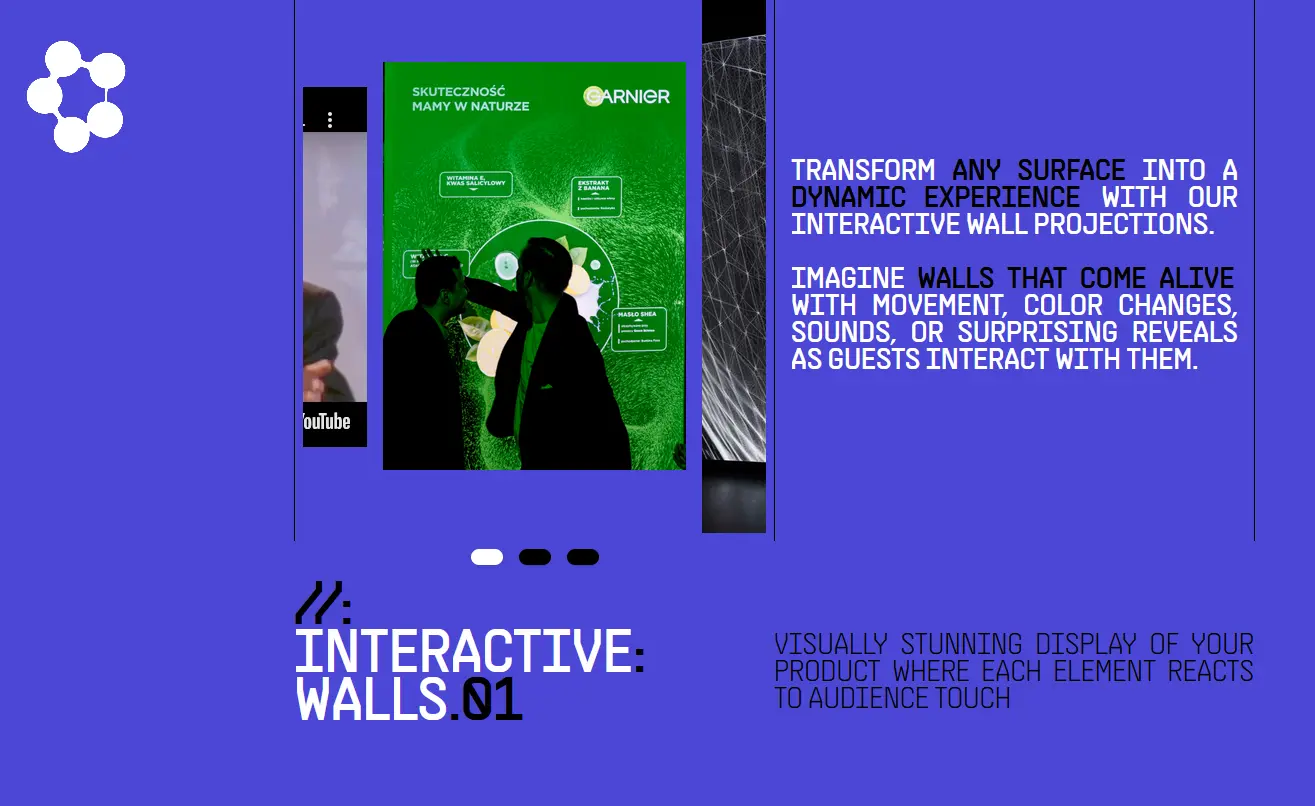 SKUTECZNOŚĆ
MAMY W NATURZE
GARNIER
WITAMINA E,
KWAS SALICYLOWY
EKSTRAKT
Z BANANA
MASŁO SHEA
YouTube
TRANSFORM ANY SURFACE INTO A
DYNAMIC EXPERIENCE WITH OUR
INTERACTIVE WALL PROJECTIONS.
IMAGINE WALLS THAT COME ALIVE
WITH MOVEMENT, COLOR CHANGES,
SOUNDS, OR SURPRISING REVEALS
AS GUESTS INTERACT WITH THEM.
//:
INTERACTIVE:
WALLS.01
VISUALLY STUNNING DISPLAY OF YOUR
PRODUCT WHERE EACH ELEMENT REACTS
TO AUDIENCE TOUCH